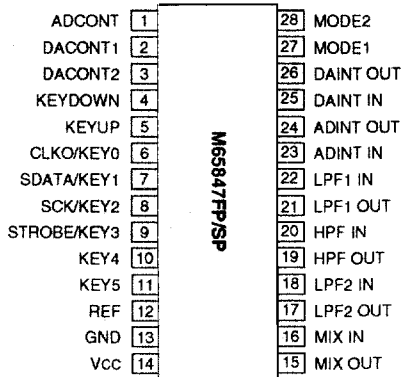 ADCONT 1 28 MODE2
DACONT1 2 27 MODE1
DACONT2 3 26 DAINT OUT
KEYDOWN 4 25 DAINT IN
KEYUP 5 24 ADINT OUT
CLKO/KEY0 6 23 ADINT IN
SDATA/KEY1 7 22 LPF1 IN
SCK/KEY2 8 21 LPF1 OUT
STROBE/KEY3 9 20 HPF IN
KEY4 10 19 HPF OUT
KEY5 11 18 LPF2 IN
REF 12 17 LPF2 OUT
GND 13 16 MIX IN
Vcc 14 15 MIX OUT
M65847FP/SP